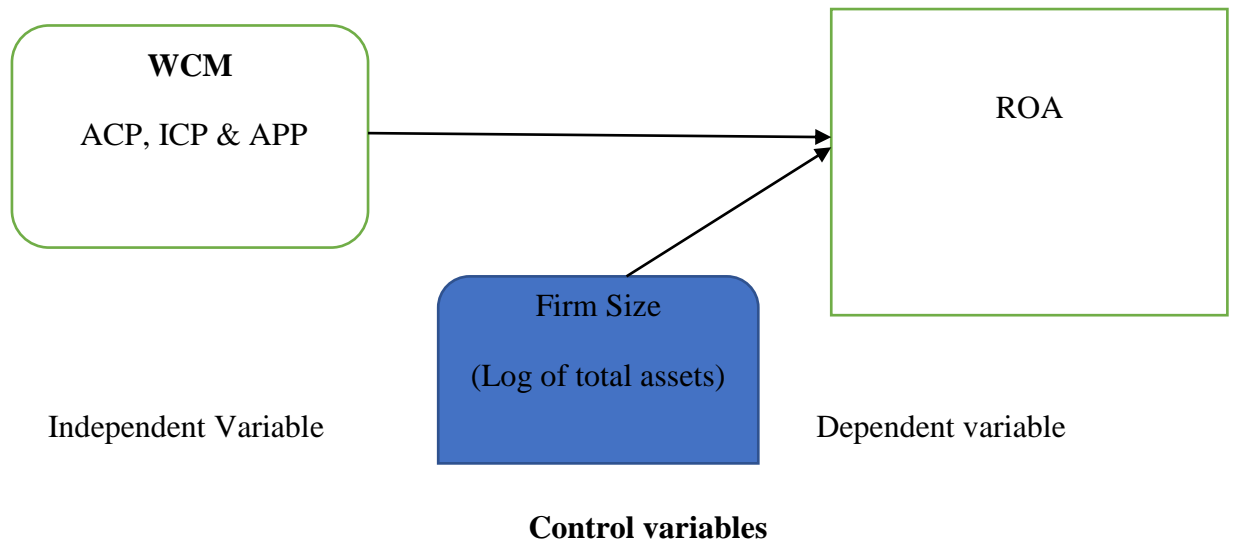 WCM
ACP, ICP & APP
ROA
Firm Size
(Log of total assets)
Independent Variable
Dependent variable
Control variables